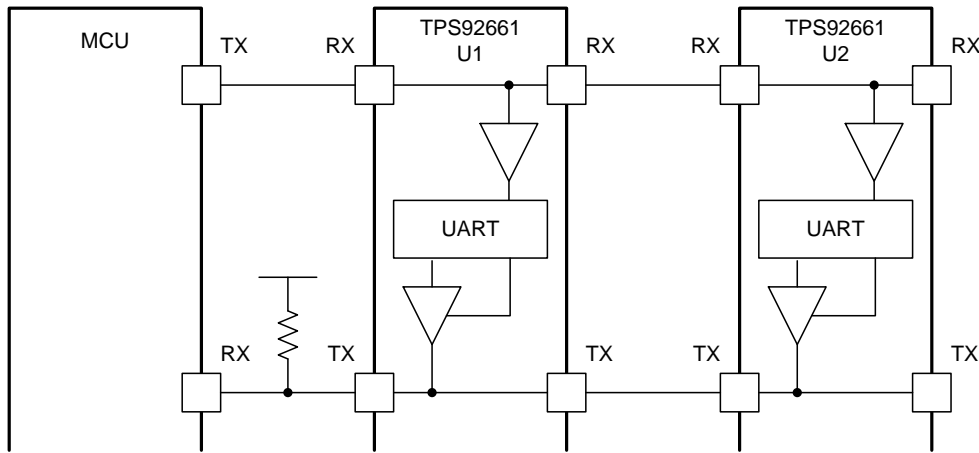 MCU
TX
RX
TPS92661
U1
RX
RX
TPS92661
U2
RX
UART
UART
RX
TX
TX
TX
TX